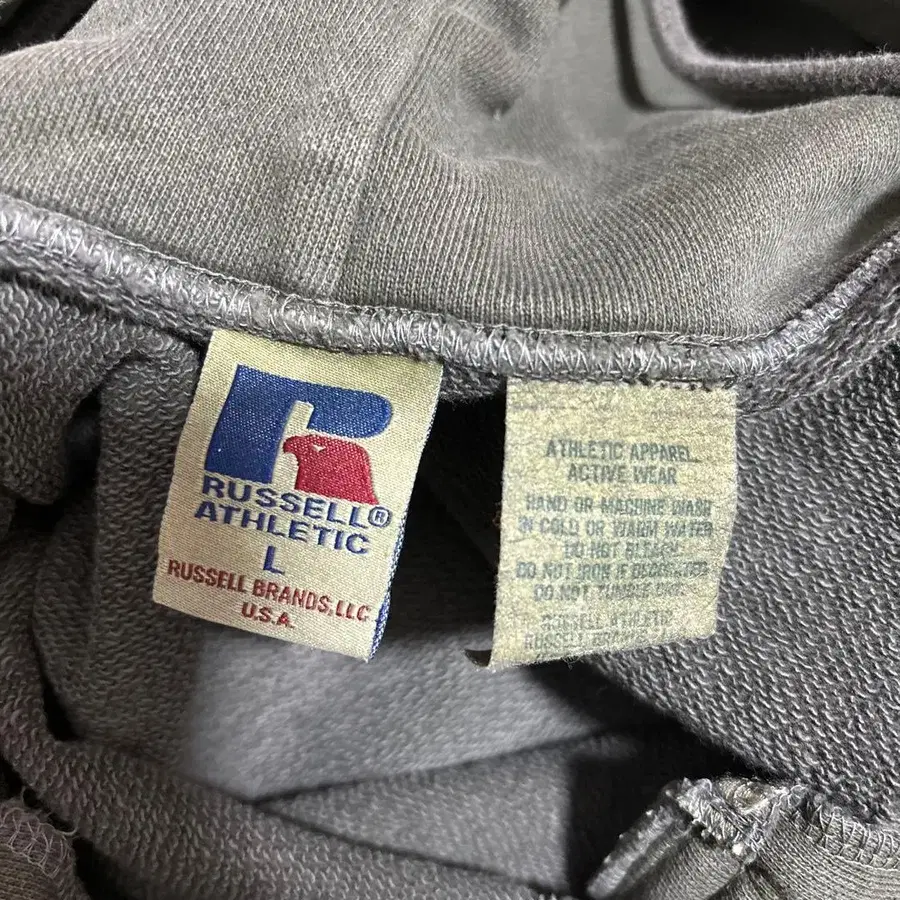 RUSSELL®
ATHLETIC
L
RUSSELL BRANDS, LLC
U.S.A.
ATHLETIC APPAREL
ACTIVE WEAR
HAND OR MACHINE WASH
IN COLD OR WARM WATER
DO NOT BLEACH
DO NOT IRON IF DECORATED
DO NOT TUMBLE
RUSSELL ATHLETIC
RUSSELL